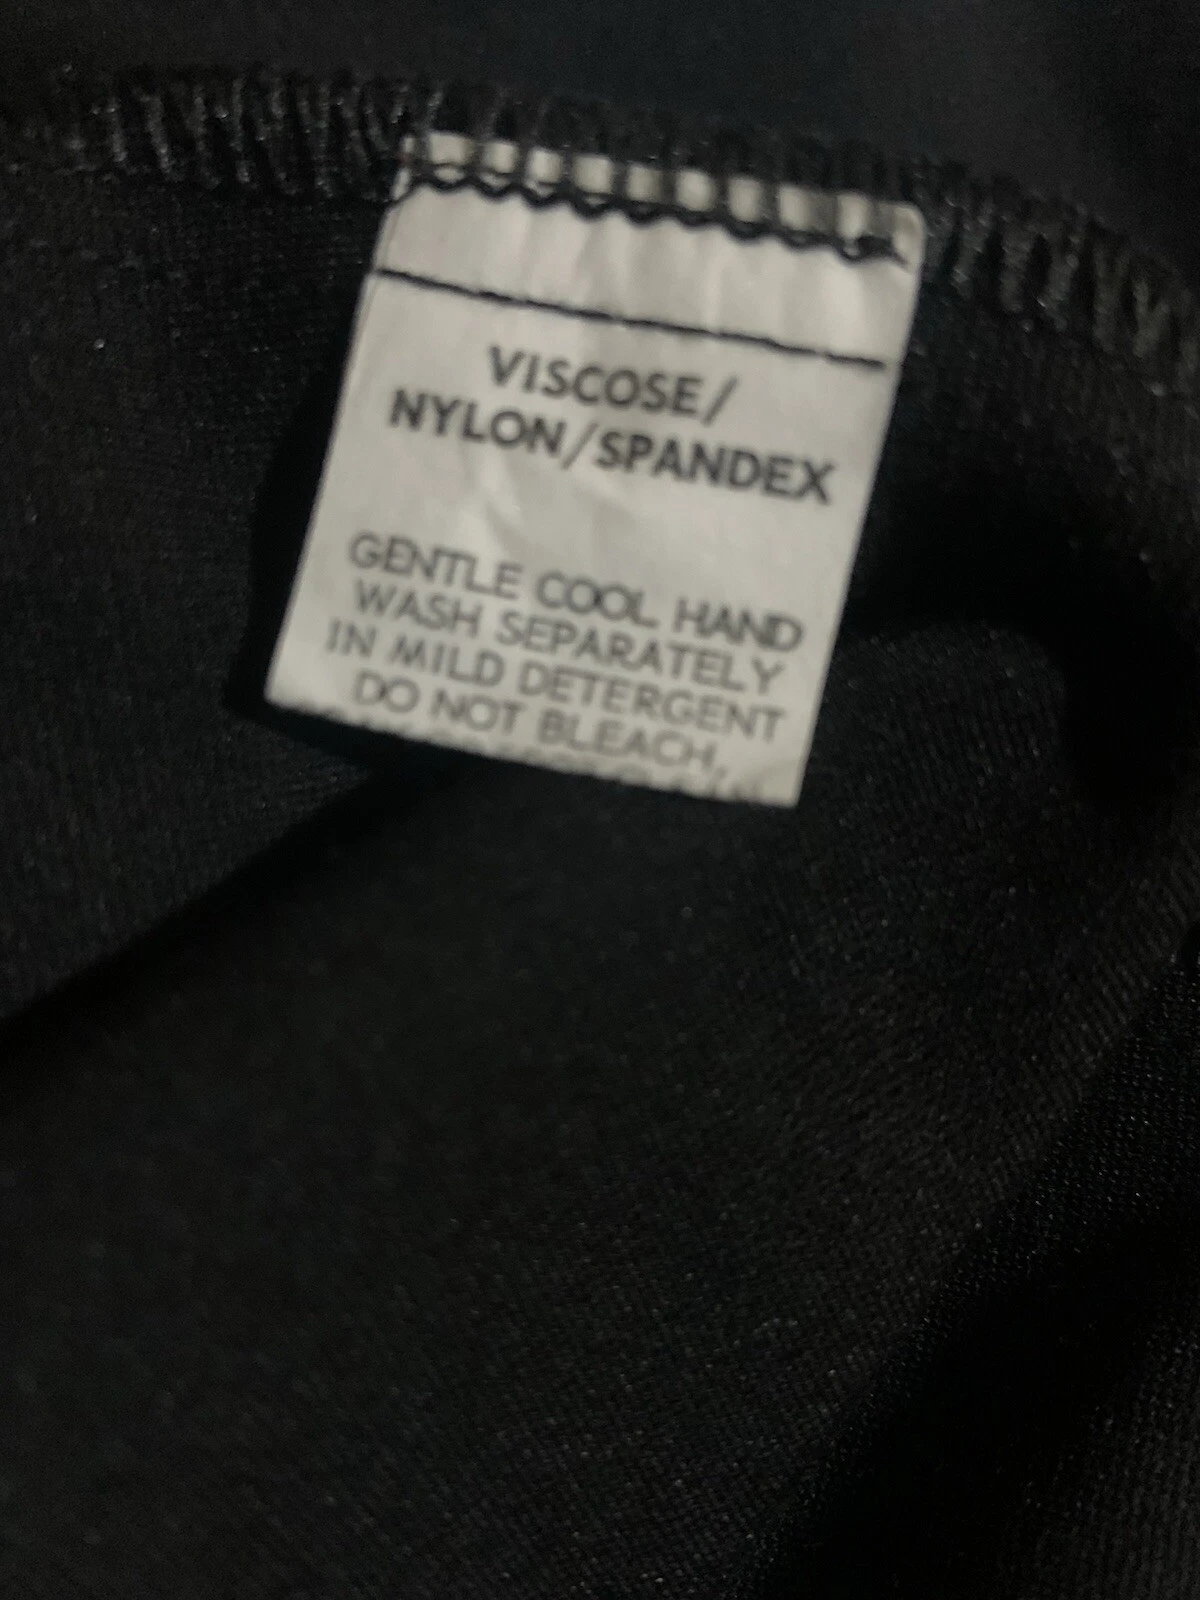 VISCOSE/
NYLON/SPANDEX
GENTLE COOL HAND
WASH SEPARATELY
IN MILD DETERGENT
DO NOT BLEACH,